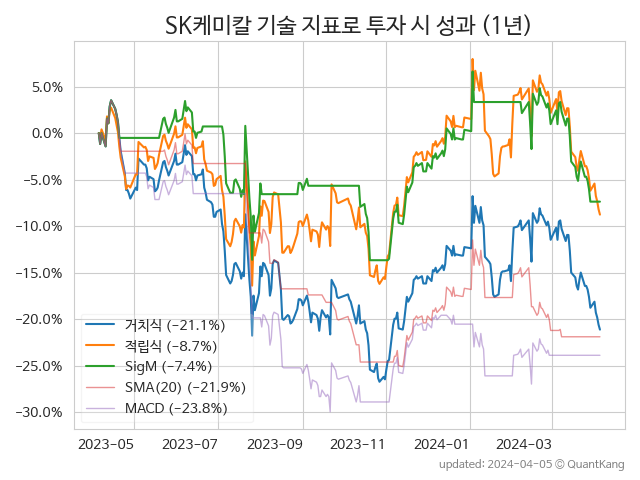 SK케미칼 기술 지표로 투자 시 성과 (1년)
5.0%
0.0%
−5.0%
−10.0%
−15.0%
−20.0%
−25.0%
−30.0%
거치식 (−21.1%)
적립식 (−8.7%)
SigM (−7.4%)
SMA(20) (−21.9%)
MACD (−23.8%)
2023−05 2023−07 2023−09 2023−11 2024−01 2024−03
updated: 2024−04−05 © QuantKang